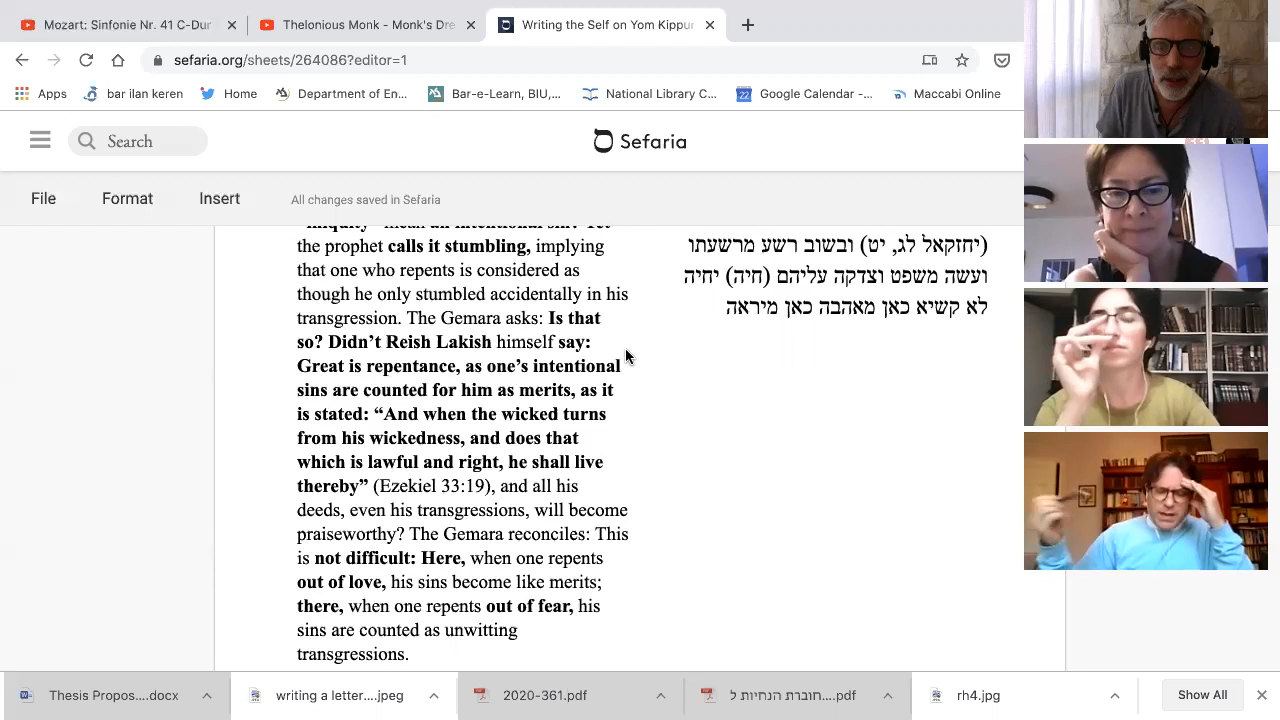 Mozart: Sinfonie Nr. 41 C-Dur
Thelonious Monk - Monk's Dre
Writing the Self on Yom Kippur
sefaria.org/sheets/264086?editor=1
Apps
bar ilan keren
Home
Department of En...
Bar-e-Learn, BIU,...
National Library C...
22
Google Calendar -...
Maccabi Online
Search
Sefaria
File
Format
Insert
All changes saved in Sefaria
the prophet calls it stumbling, implying
that one who repents is considered as
though he only stumbled accidentally in his
transgression. The Gemara asks: Is that
so? Didn't Reish Lakish himself say:
Great is repentance, as one's intentional
sins are counted for him as merits, as it
is stated: “And when the wicked turns
from his wickedness, and does that
which is lawful and right, he shall live
thereby” (Ezekiel 33:19), and all his
deeds, even his transgressions, will become
praiseworthy? The Gemara reconciles: This
is not difficult: Here, when one repents
out of love, his sins become like merits;
there, when one repents out of fear, his
sins are counted as unwitting
transgressions.
(יחזקאל לג, יט) ובשוב רשע מרשעתו
ועשה משפט וצדקה עליהם (חיה) יחיה
לא קשיא כאן מאהבה כאן מיראה
Thesis Propos....docx
writing a letter....jpeg
2020-361.pdf
חוברת הנחיות ל....pdf
rh4.jpg
Show All